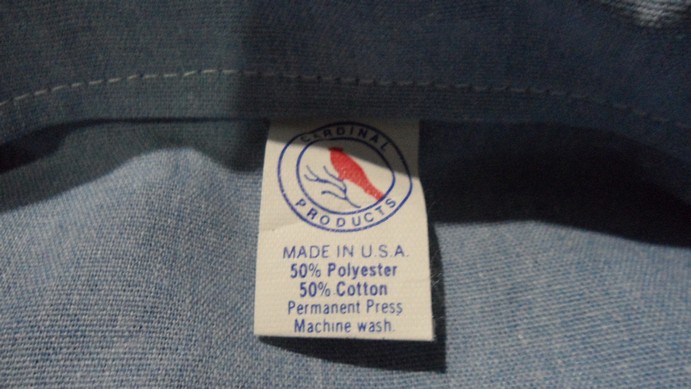 CARDINAL
PRODUCTS
MADE IN U.S.A.
50% Polyester
50% Cotton
Permanent Press
Machine wash.